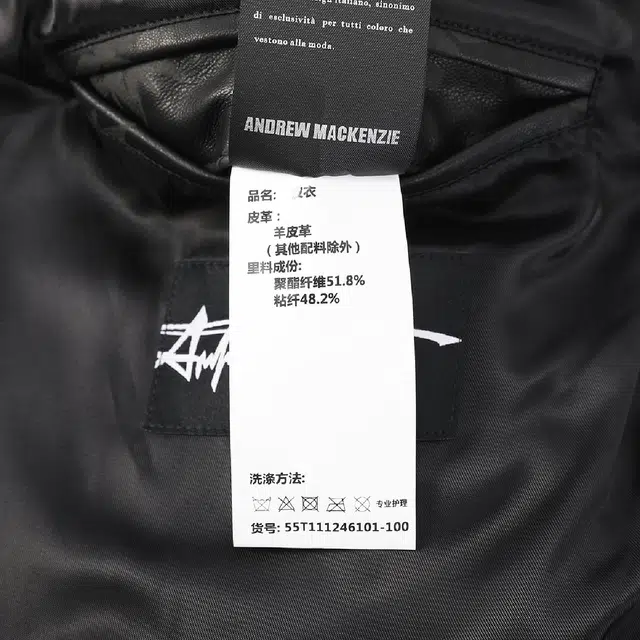 design italiano, sinonimo
di esclusività per tutti coloro che
vestono alla moda.
ANDREW MACKENZIE
品名: 衣
皮革:
羊皮革
(其他配料除外)
里料成份:
聚酯纤维51.8%
粘纤48.2%
洗涤方法:
专业护理
货号: 55T111246101-100